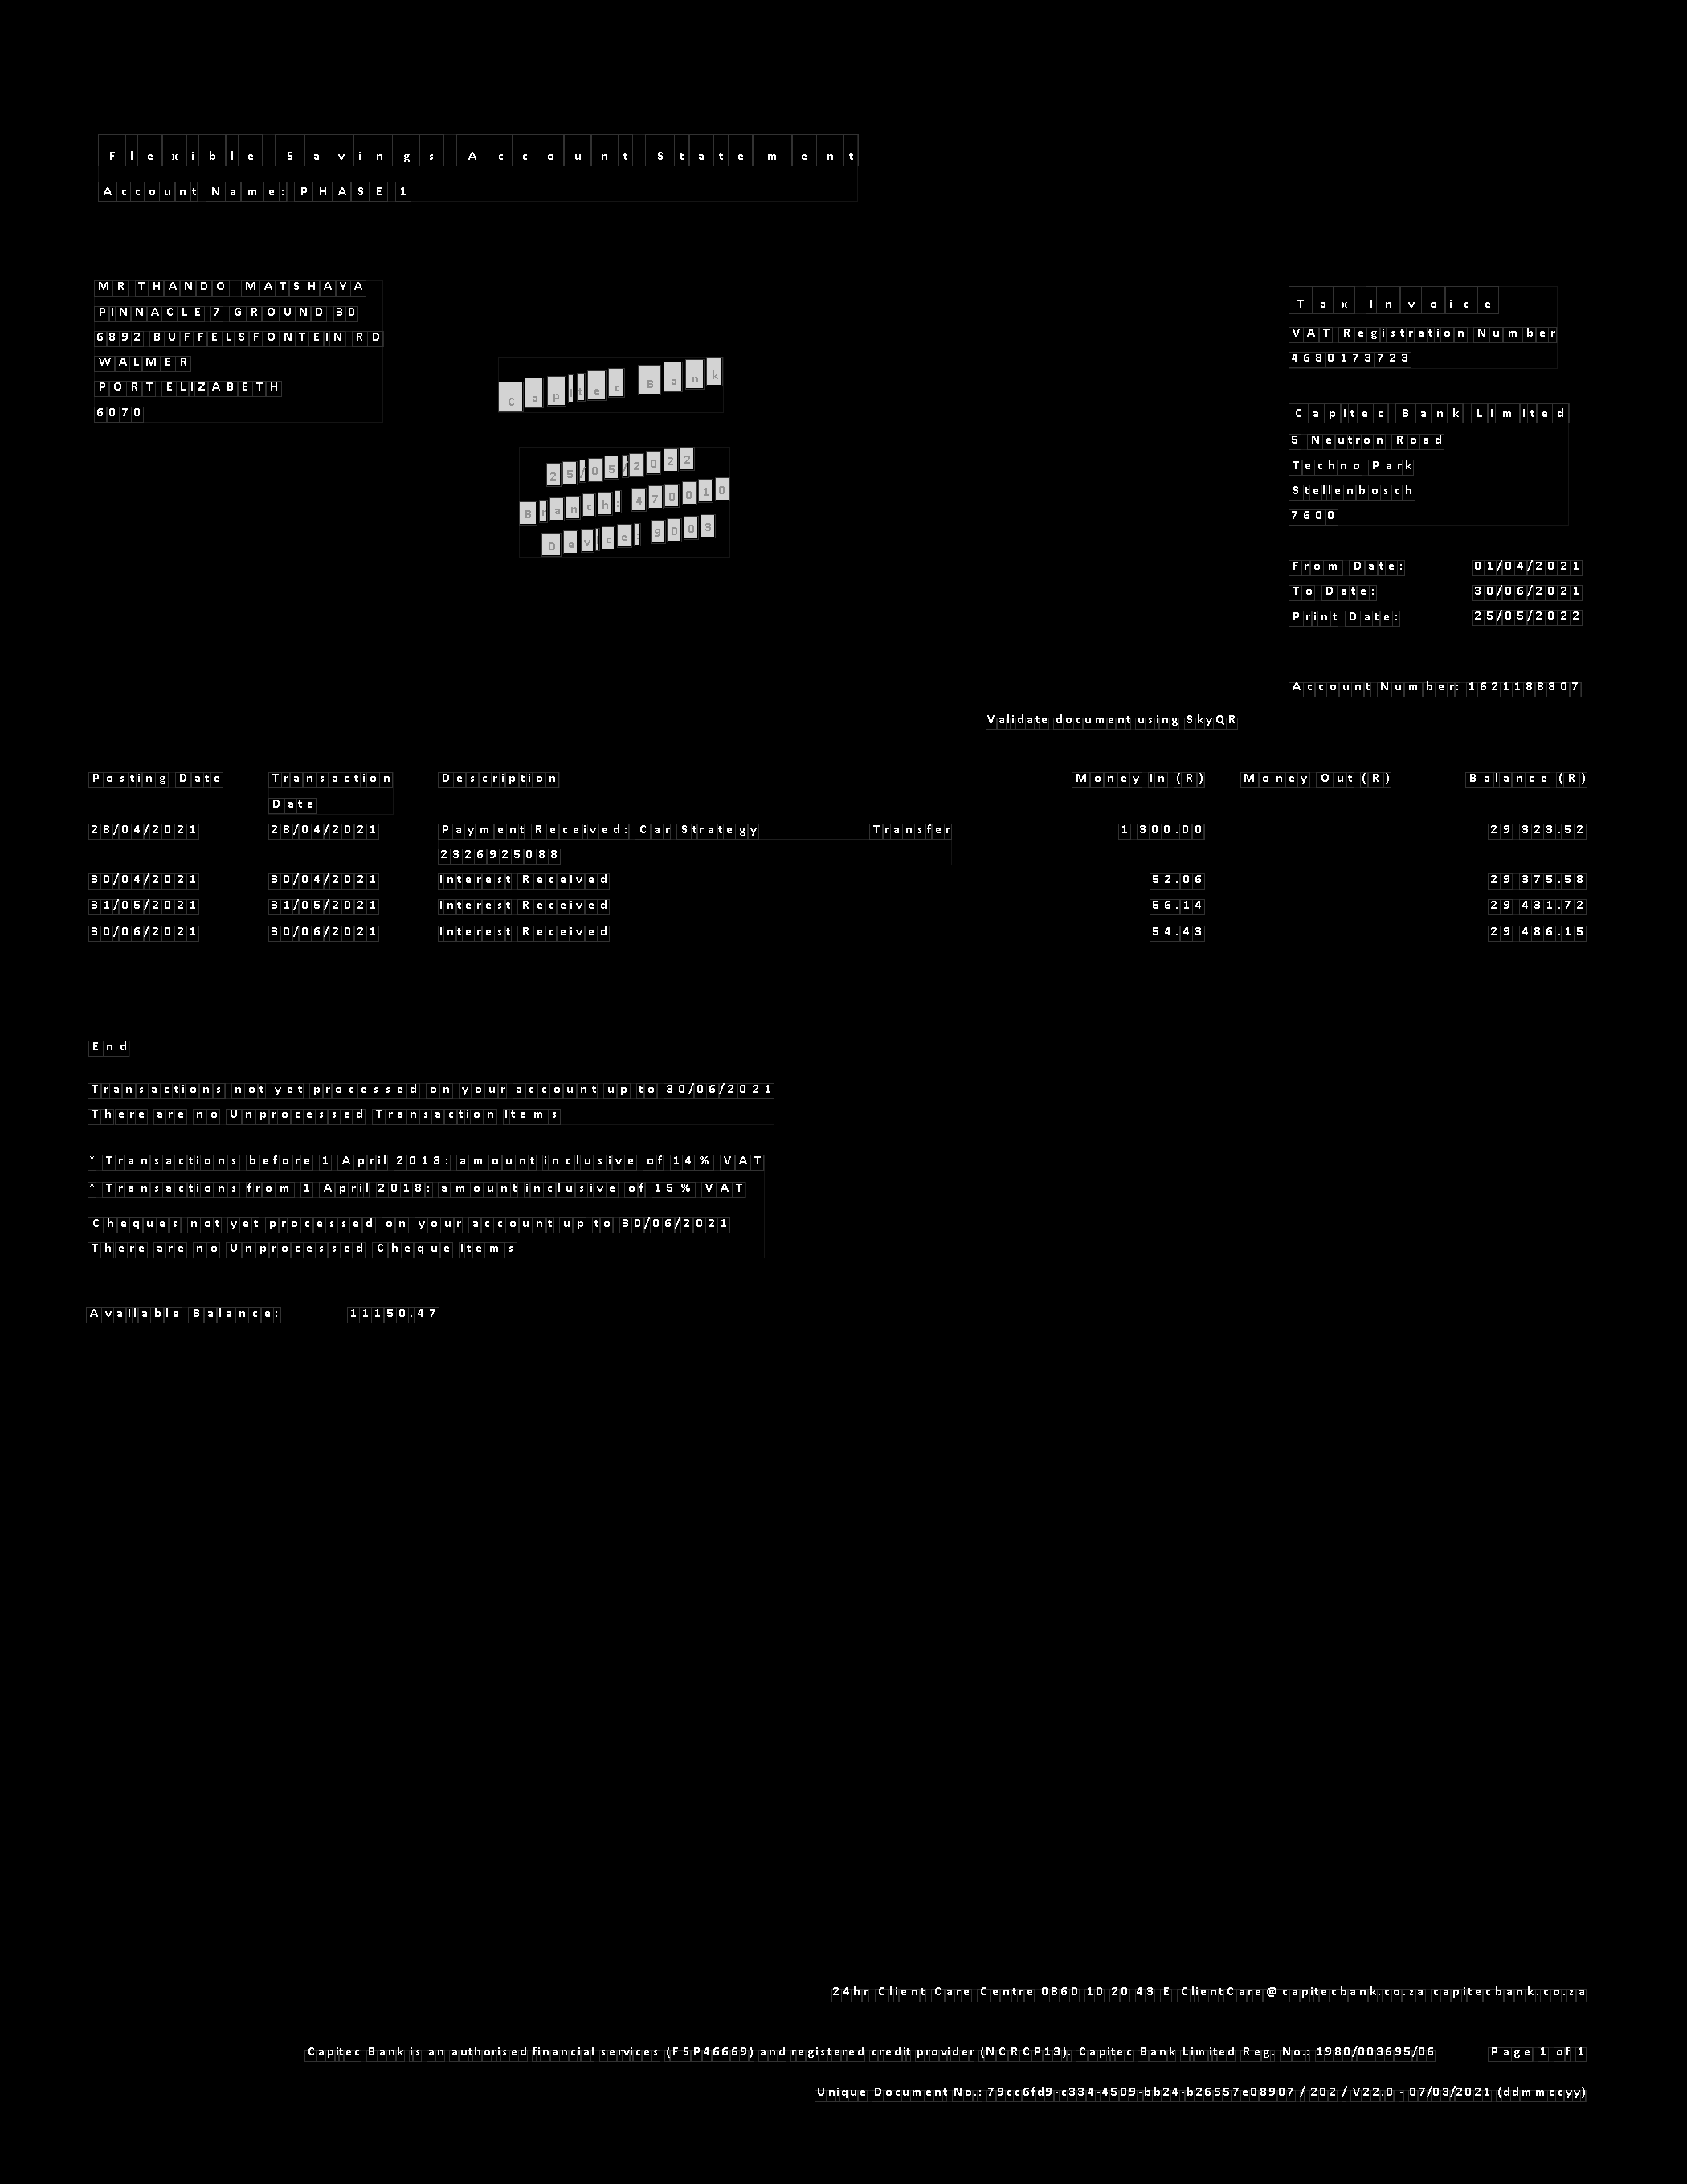 Flexible Savings Account Statement
Account Name: PHASE 1
MR THANDO MATSHAYA
PINNACLE 7 GROUND 30
6892 BUFFELSFONTEIN RD
WALMER
PORT ELIZABETH
6070
Capitec Bank
25/05/2022
Branch: 470010
Device: 9003
Tax Invoice
VAT Registration Number
4680173723
Capitec Bank Limited
5 Neutron Road
Techno Park
Stellenbosch
7600
From Date: 01/04/2021
To Date: 30/06/2021
Print Date: 25/05/2022
Account Number: 1621188807
Validate document using SkyQR
Posting Date Transaction Description Money In (R) Money Out (R) Balance (R)
Date
28/04/2021 28/04/2021 Payment Received: Car Strategy Transfer 1 300.00 29 323.52
2326925088
30/04/2021 30/04/2021 Interest Received 52.06 29 375.58
31/05/2021 31/05/2021 Interest Received 56.14 29 431.72
30/06/2021 30/06/2021 Interest Received 54.43 29 486.15
End
Transactions not yet processed on your account up to 30/06/2021
There are no Unprocessed Transaction Items
* Transactions before 1 April 2018: amount inclusive of 14% VAT
* Transactions from 1 April 2018: amount inclusive of 15% VAT
Cheques not yet processed on your account up to 30/06/2021
There are no Unprocessed Cheque Items
Available Balance: 11150.47
24hr Client Care Centre 0860 10 20 43 E ClientCare@capitecbank.co.za capitecbank.co.za
Capitec Bank is an authorised financial services (FSP46669) and registered credit provider (NCRCP13). Capitec Bank Limited Reg. No.: 1980/003695/06 Page 1 of 1
Unique Document No.: 79cc6fd9-c334-4509-bb24-b26557e08907 / 202 / V22.0 - 07/03/2021 (ddmmccyy)